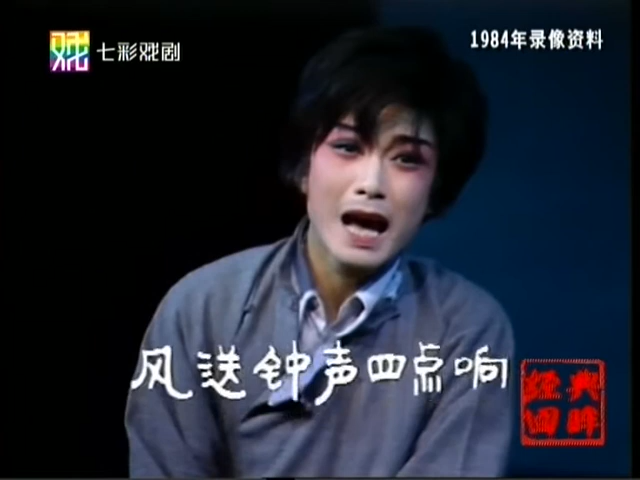 戏
七彩戏剧
1984年录像资料
风送钟声四点响
经典
回眸